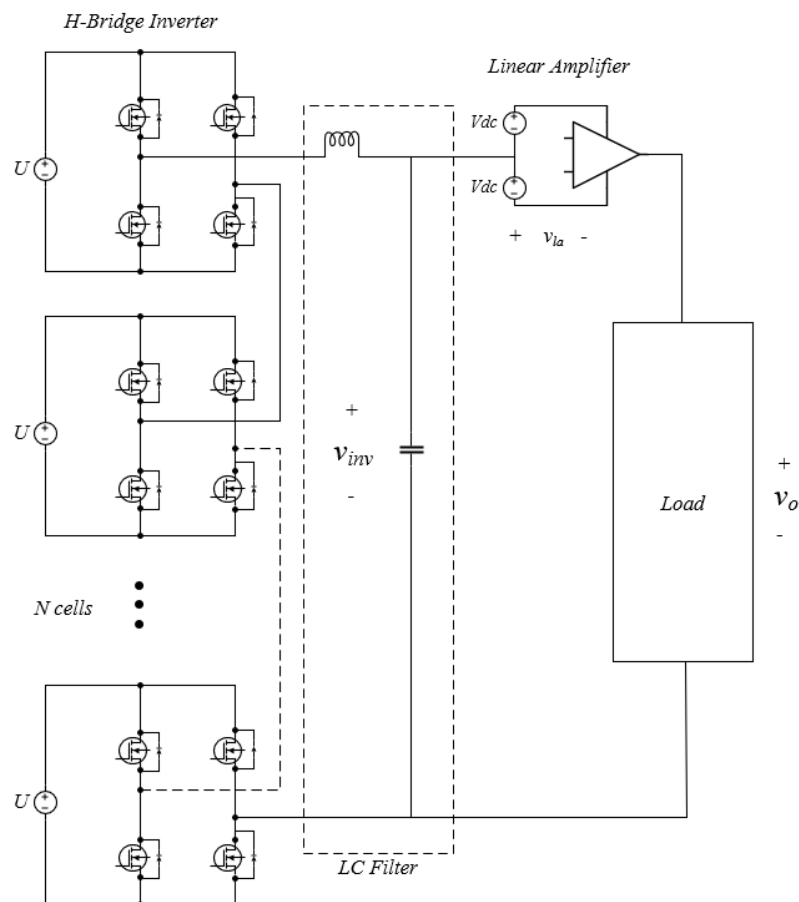 H-Bridge Inverter
Linear Amplifier
Vdc
+
-
U
+
-
Vdc
+
-
+ v_la -
U
+
-
+
v_inv
-
Load
+
v_o
-
N cells
U
+
-
LC Filter